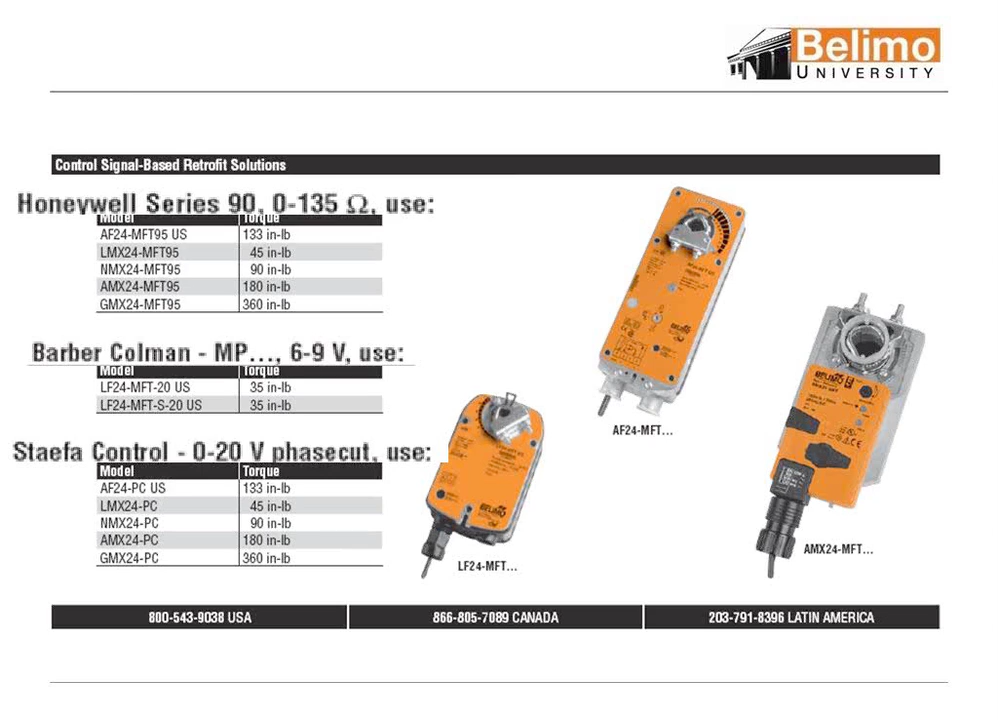 Belimo
UNIVERSITY
Control Signal-Based Retrofit Solutions
Honeywell Series 90, 0-135 Ω, use:
Model Torque
AF24-MFT95 US 133 in-lb
LMX24-MFT95 45 in-lb
NMX24-MFT95 90 in-lb
AMX24-MFT95 180 in-lb
GMX24-MFT95 360 in-lb
Barber Colman - MP..., 6-9 V, use:
Model Torque
LF24-MFT-20 US 35 in-lb
LF24-MFT-S-20 US 35 in-lb
Staefa Control - 0-20 V phasecut, use:
Model Torque
AF24-PC US 133 in-lb
LMX24-PC 45 in-lb
NMX24-PC 90 in-lb
AMX24-PC 180 in-lb
GMX24-PC 360 in-lb
BELIMO
AF24-MFT...
BELIMO
LF24-MFT...
BELIMO
AMX24-MFT...
800-543-9038 USA
866-805-7089 CANADA
203-791-8396 LATIN AMERICA